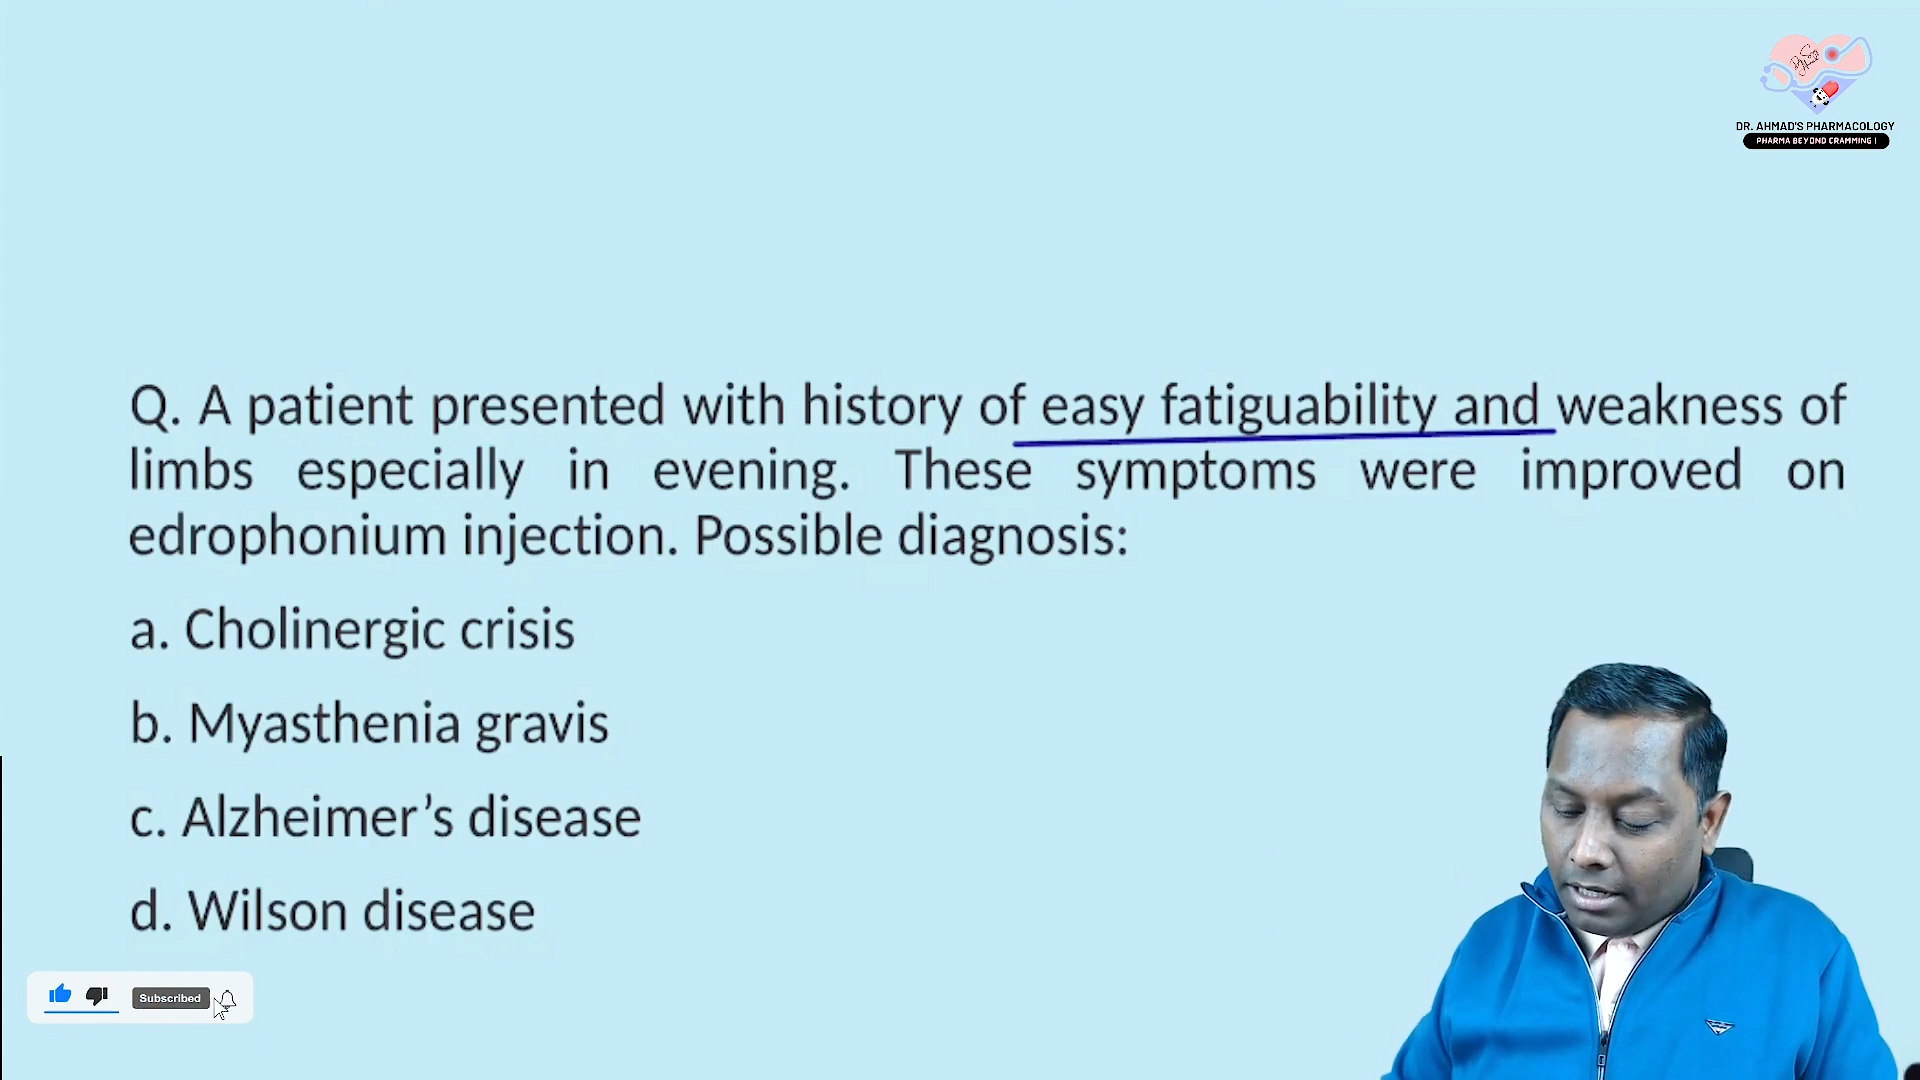 DR. AHMAD'S PHARMACOLOGY
PHARMA BEYOND CRAMMING !
Q. A patient presented with history of easy fatiguability and weakness of
limbs especially in evening. These symptoms were improved on
edrophonium injection. Possible diagnosis:
a. Cholinergic crisis
b. Myasthenia gravis
c. Alzheimer’s disease
d. Wilson disease
Subscribed